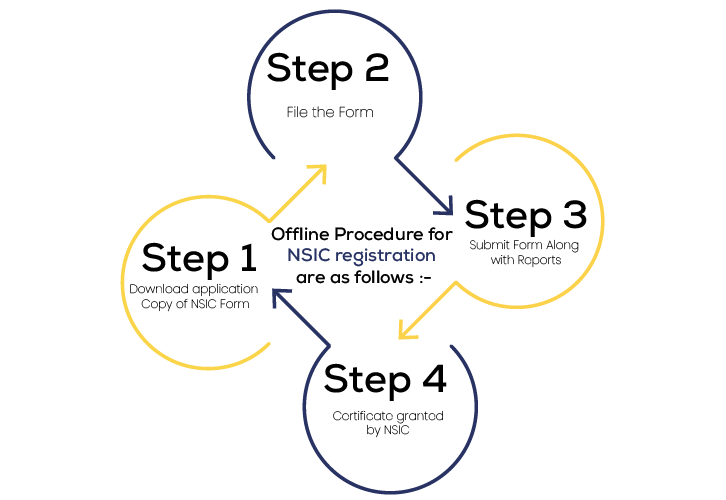 Step 2
File the Form
Step 3
Submit Form Along
with Roports
Offline Procedure for
NSIC registration
are as follows :-
Step 1
Download application
Copy of NSIC Form
Step 4
Cortificato granted
by NSIC